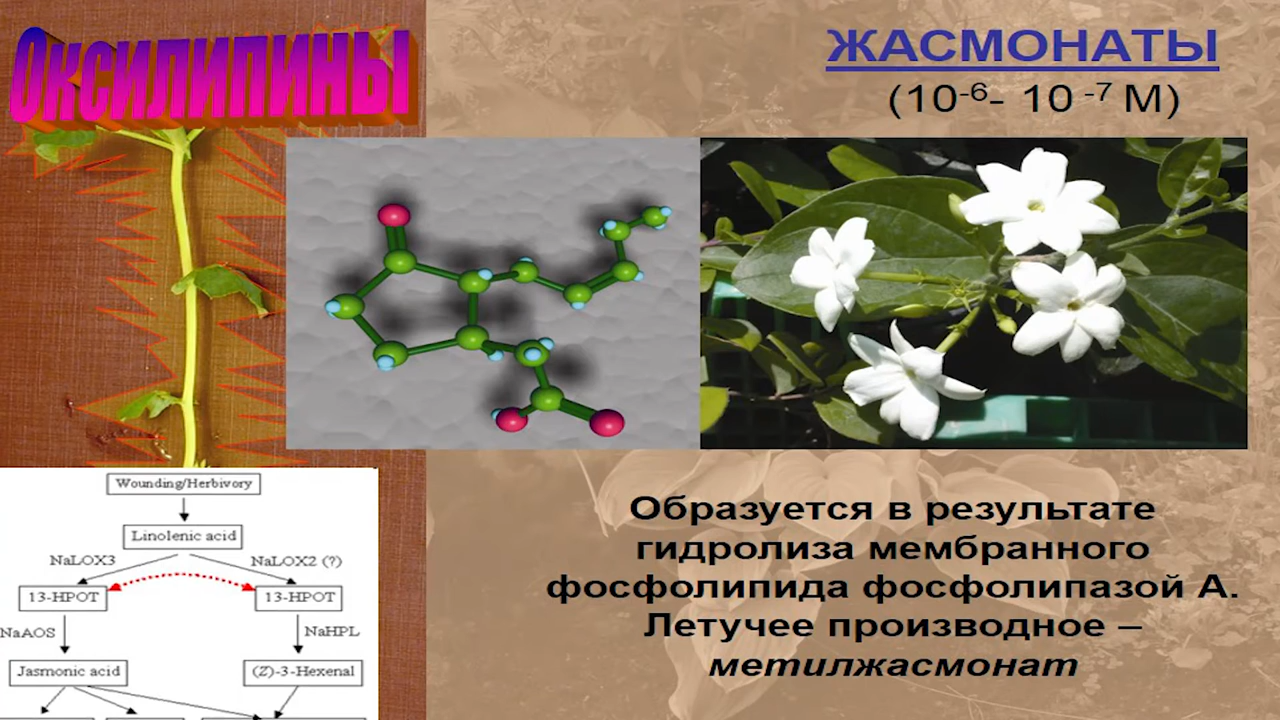 Оксилипины
ЖАСМОНАТЫ
(10-6- 10 -7 М)
Wounding/Herbivory
Linolenic acid
NaLOX3 NaLOX2 (?)
13-HPOT 13-HPOT
NaAOS NaHPL
Jasmonic acid (Z)-3-Hexenal
Образуется в результате
гидролиза мембранного
фосфолипида фосфолипазой А.
Летучее производное –
метилжасмонат